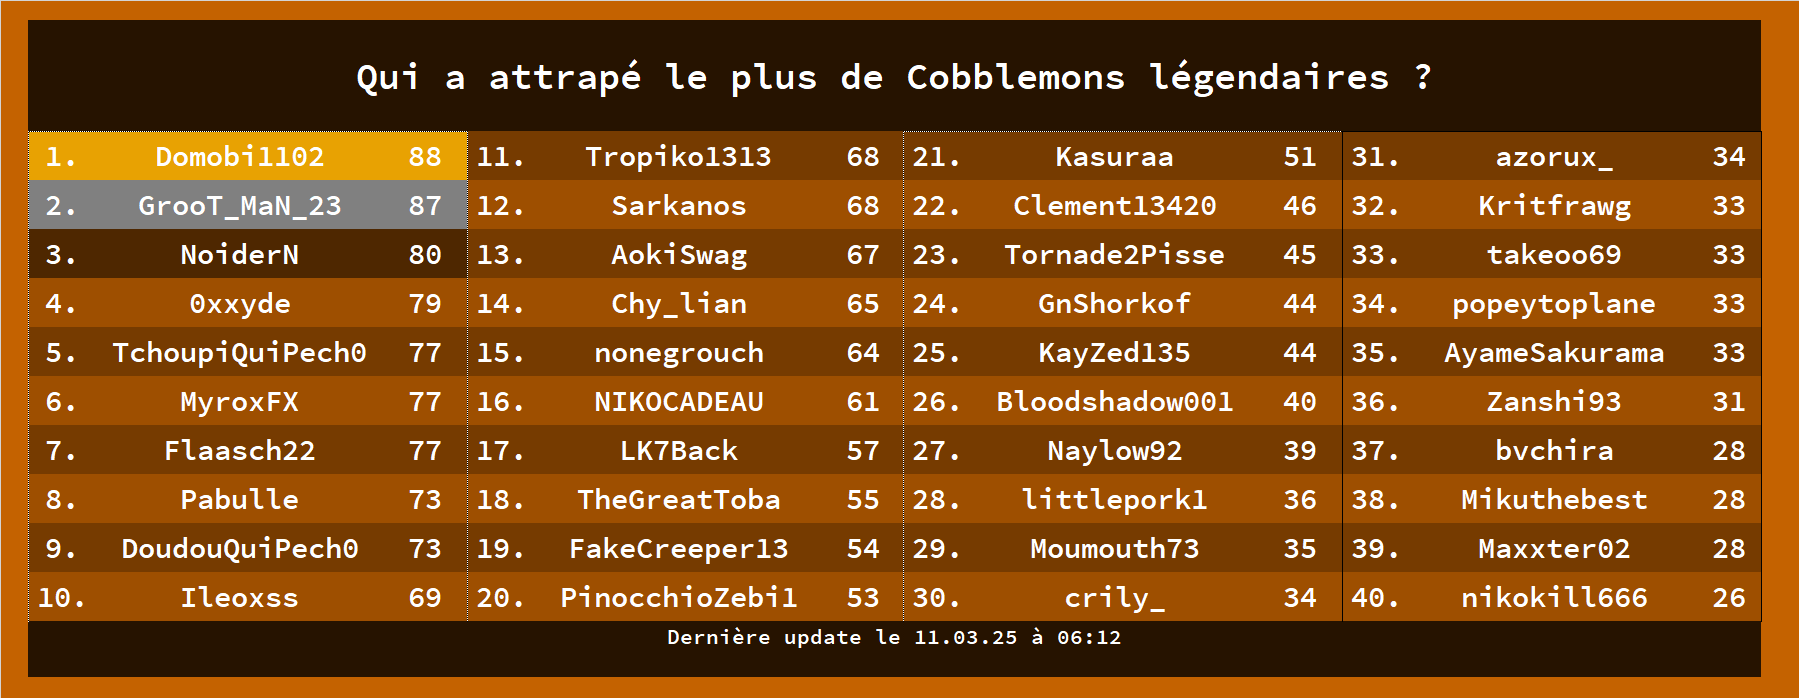 Qui a attrapé le plus de Cobblemons légendaires ?
1. Domobi1102 88 11. Tropiko1313 68 21. Kasuraa 51 31. azorux_ 34
2. GrooT_MaN_23 87 12. Sarkanos 68 22. Clement13420 46 32. Kritfrawg 33
3. NoiderN 80 13. AokiSwag 67 23. Tornade2Pisse 45 33. takeoo69 33
4. 0xxyde 79 14. Chy_lian 65 24. GnShorkof 44 34. popeytoplane 33
5. TchoupiQuiPech0 77 15. nonegrouch 64 25. KayZed135 44 35. AyameSakurama 33
6. MyroxFX 77 16. NIKOCADEAU 61 26. Bloodshadow001 40 36. Zanshi93 31
7. Flaasch22 77 17. LK7Back 57 27. Naylow92 39 37. bvchira 28
8. Pabulle 73 18. TheGreatToba 55 28. littlepork1 36 38. Mikuthebest 28
9. DoudouQuiPech0 73 19. FakeCreeper13 54 29. Moumouth73 35 39. Maxxter02 28
10. Ileoxss 69 20. PinocchioZebi1 53 30. crily_ 34 40. nikokill666 26
Dernière update le 11.03.25 à 06:12